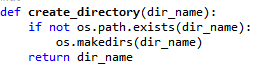 def create_directory(dir_name):
    if not os.path.exists(dir_name):
        os.makedirs(dir_name)
    return dir_name